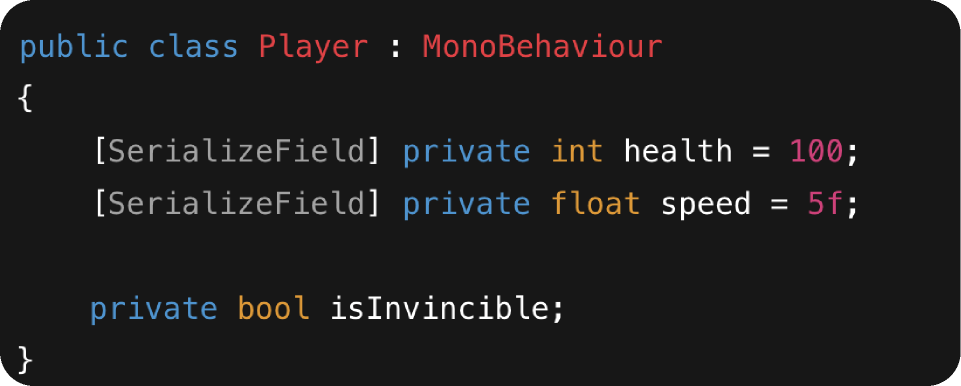 public class Player : MonoBehaviour
{
    [SerializeField] private int health = 100;
    [SerializeField] private float speed = 5f;

    private bool isInvincible;
}